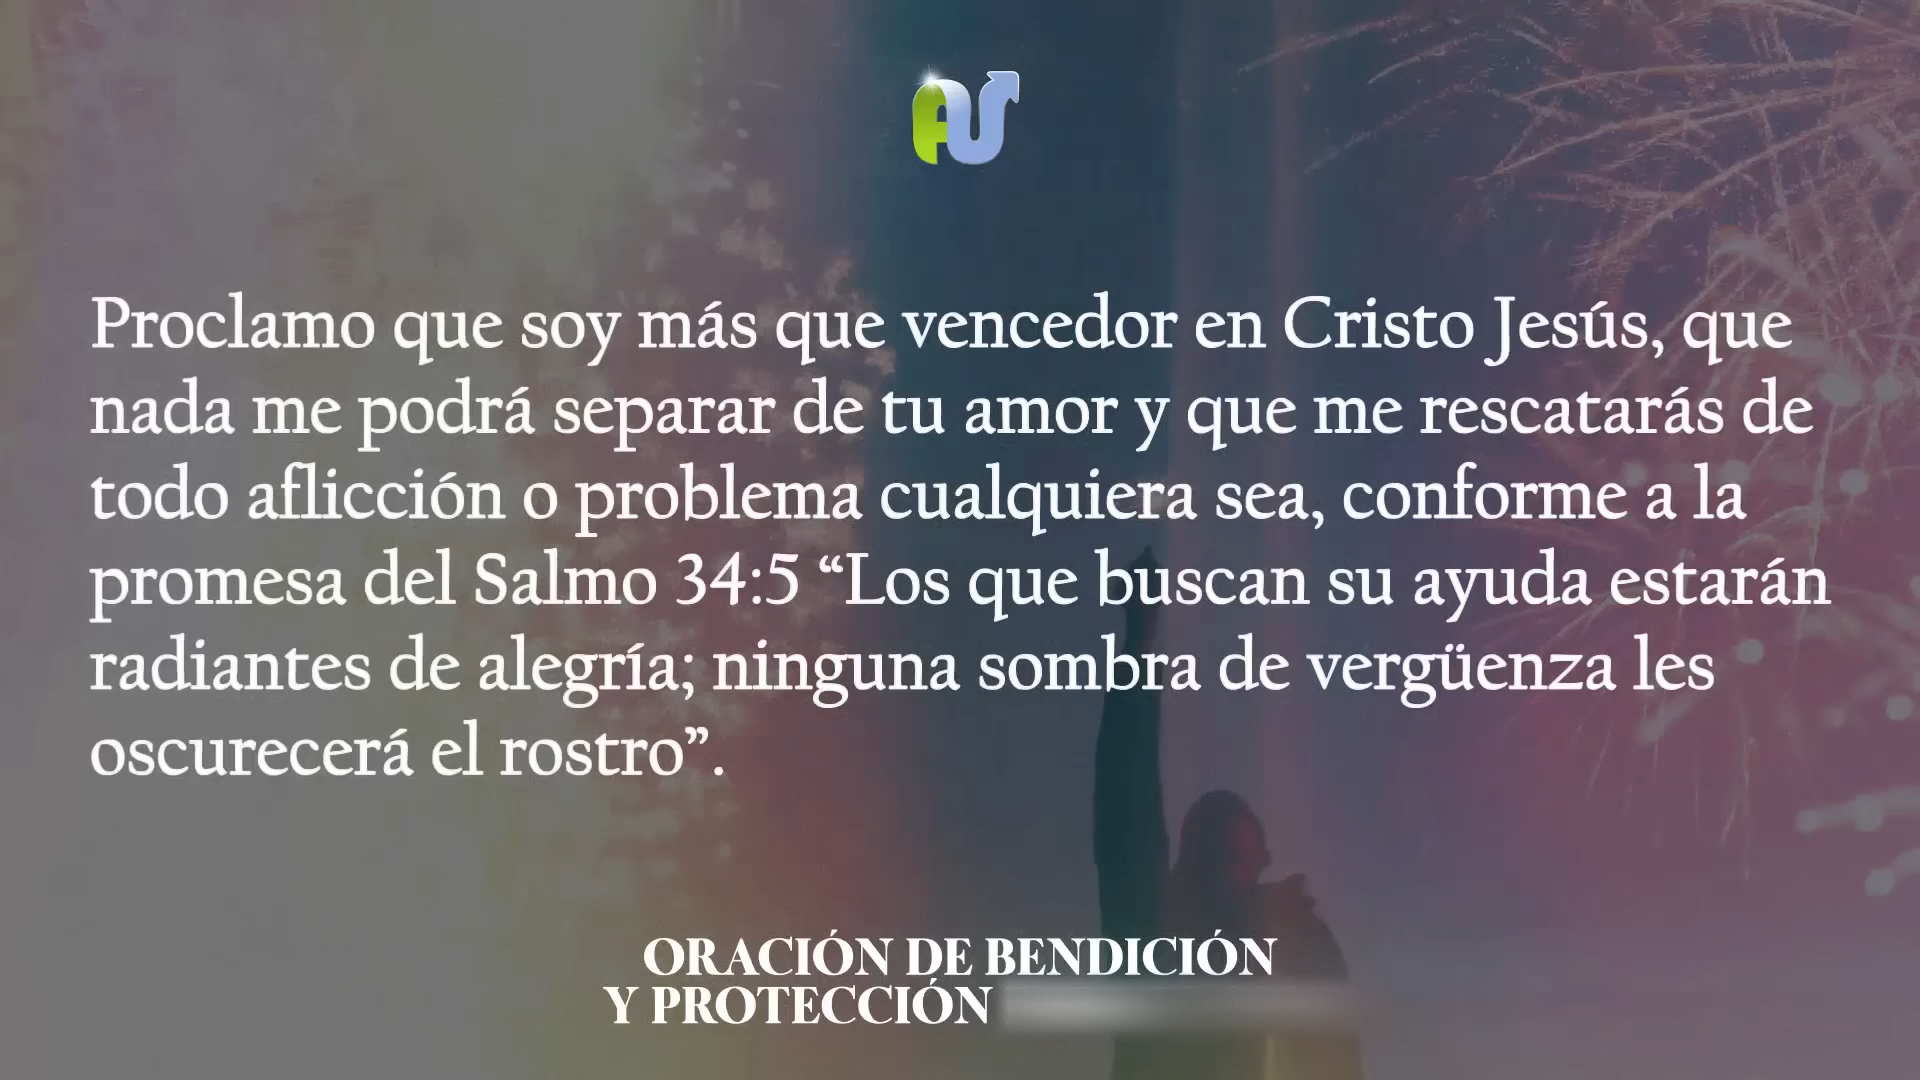 AU
Proclamo que soy más que vencedor en Cristo Jesús, que
nada me podrá separar de tu amor y que me rescatarás de
todo aflicción o problema cualquiera sea, conforme a la
promesa del Salmo 34:5 “Los que buscan su ayuda estarán
radiantes de alegría; ninguna sombra de vergüenza les
oscurecerá el rostro”.
ORACIÓN DE BENDICIÓN
Y PROTECCIÓN